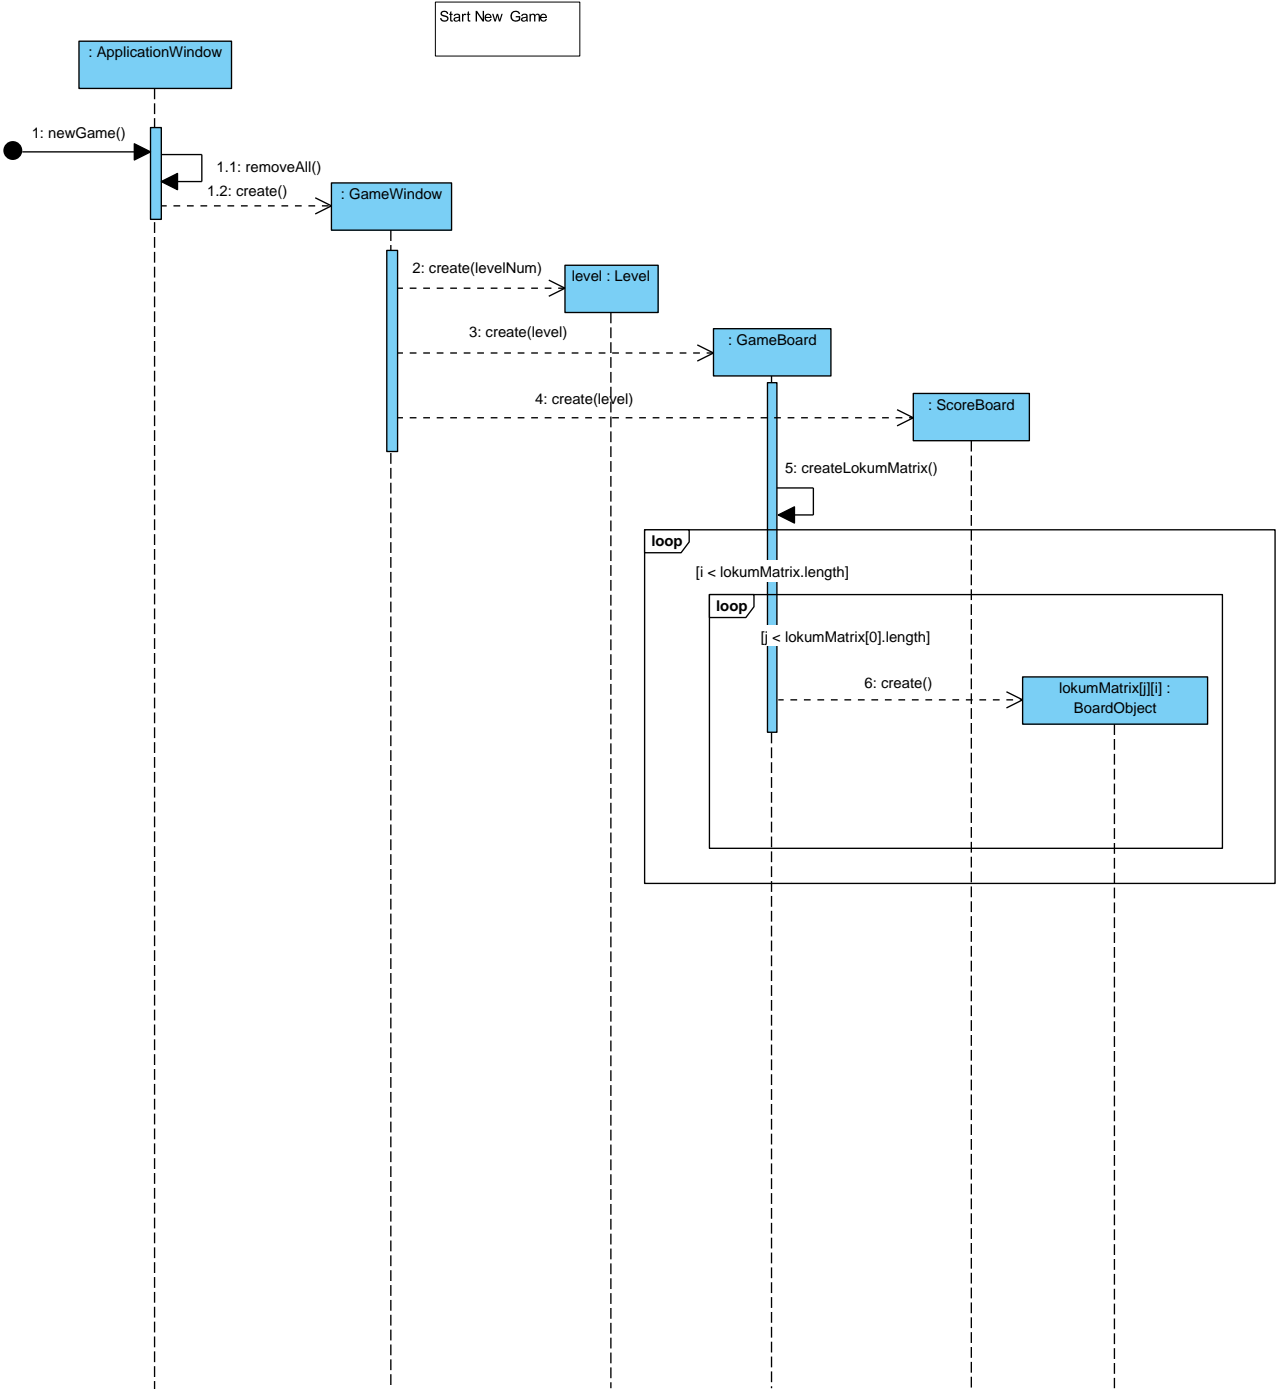 Start New Game
: ApplicationWindow
1: newGame()
1.1: removeAll()
1.2: create()
: GameWindow
2: create(levelNum)
level : Level
3: create(level)
: GameBoard
4: create(level)
: ScoreBoard
5: createLokumMatrix()
loop
[i < lokumMatrix.length]
loop
[j < lokumMatrix[0].length]
6: create()
lokumMatrix[j][i] :
BoardObject